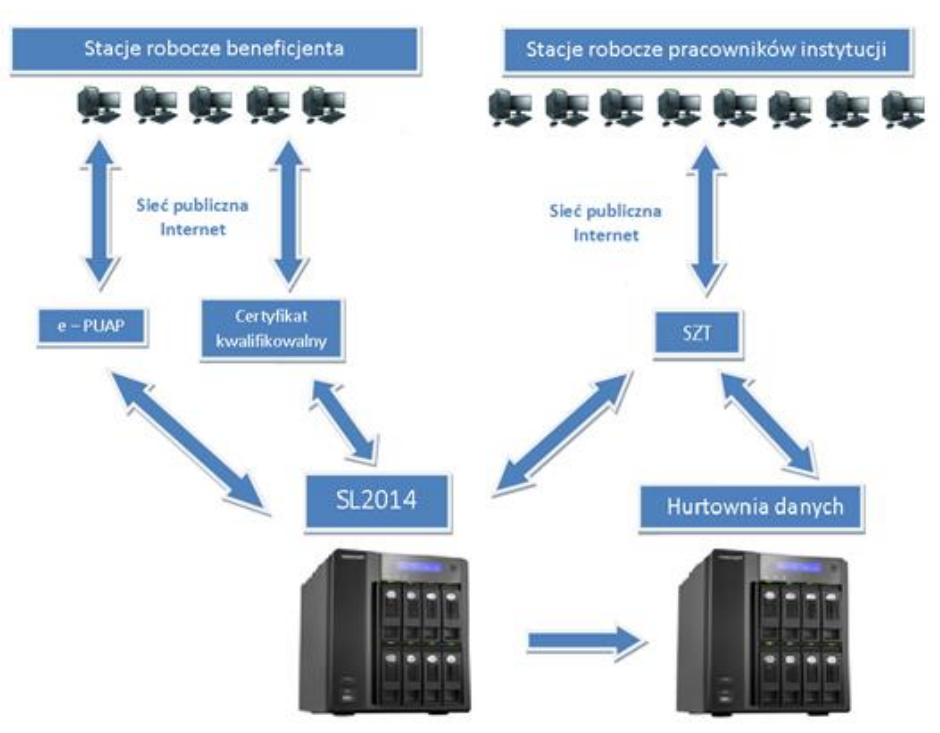 Stacje robocze beneficjenta
Stacje robocze pracowników instytucji
Sieć publiczna
Internet
Sieć publiczna
Internet
e – PUAP
Certyfikat
kwalifikowalny
SZT
SL2014
Hurtownia danych